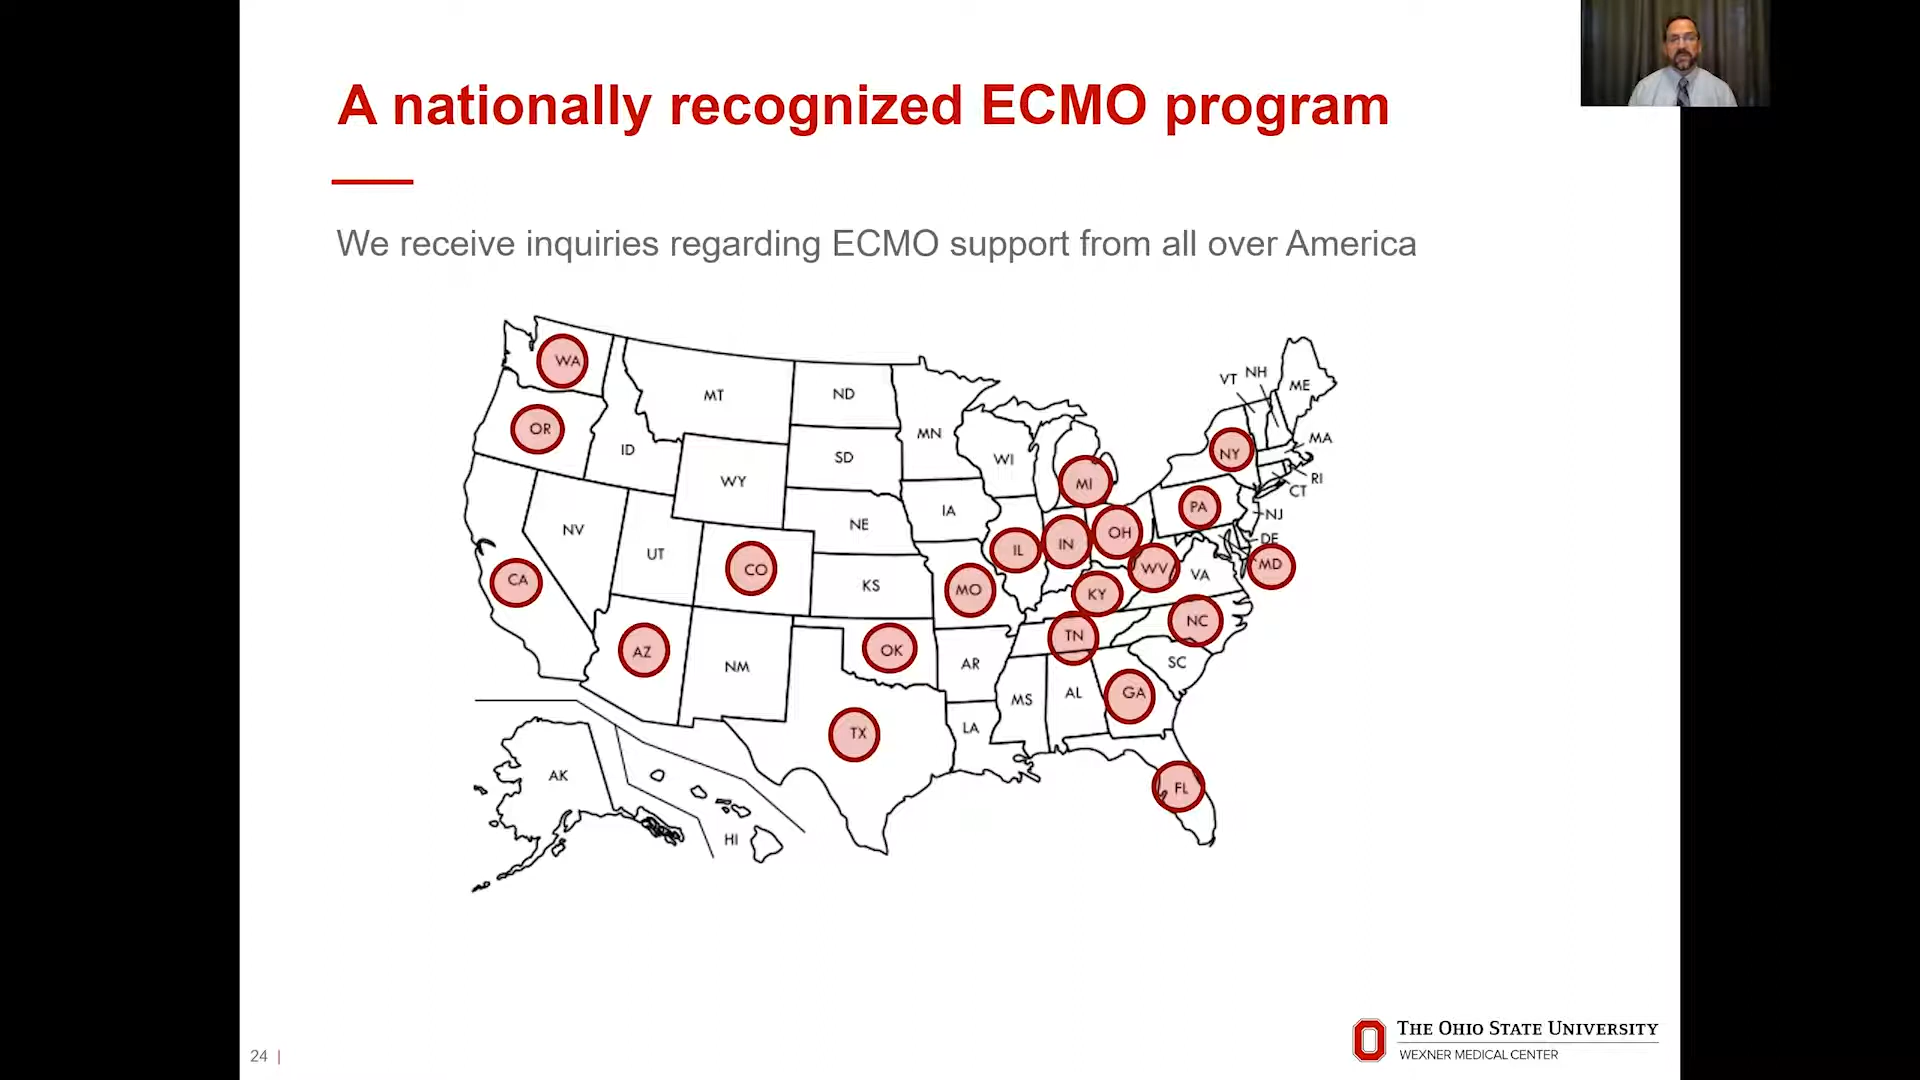 A nationally recognized ECMO program
We receive inquiries regarding ECMO support from all over America
WA
MT
ND
MN
VT
NH
ME
OR
ID
SD
WI
MI
NY
MA
WY
RI
CT
NV
NE
IA
PA
NJ
UT
CO
IL
IN
OH
DE
CA
KS
MO
KY
WV
VA
MD
AZ
NM
OK
AR
TN
NC
SC
TX
LA
MS
AL
GA
FL
AK
HI
THE OHIO STATE UNIVERSITY
WEXNER MEDICAL CENTER
24 |